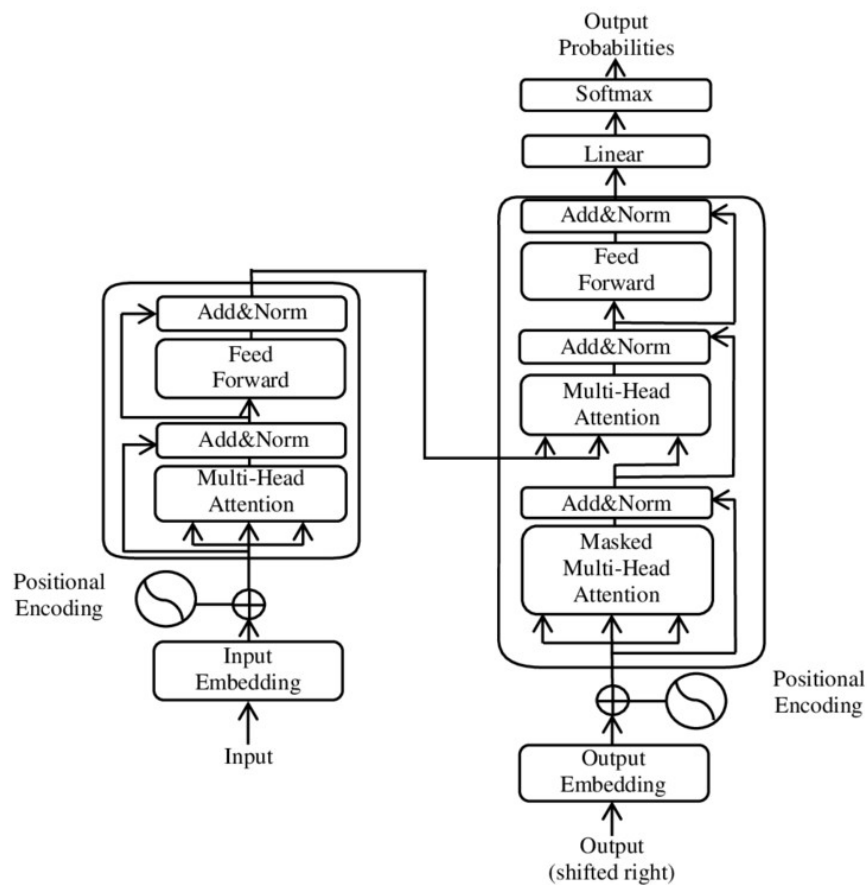 Output
Probabilities
Softmax
Linear
Add&Norm
Feed
Forward
Add&Norm
Multi-Head
Attention
Add&Norm
Masked
Multi-Head
Attention
Positional
Encoding
Output
Embedding
Output
(shifted right)
Add&Norm
Feed
Forward
Add&Norm
Multi-Head
Attention
Positional
Encoding
Input
Embedding
Input